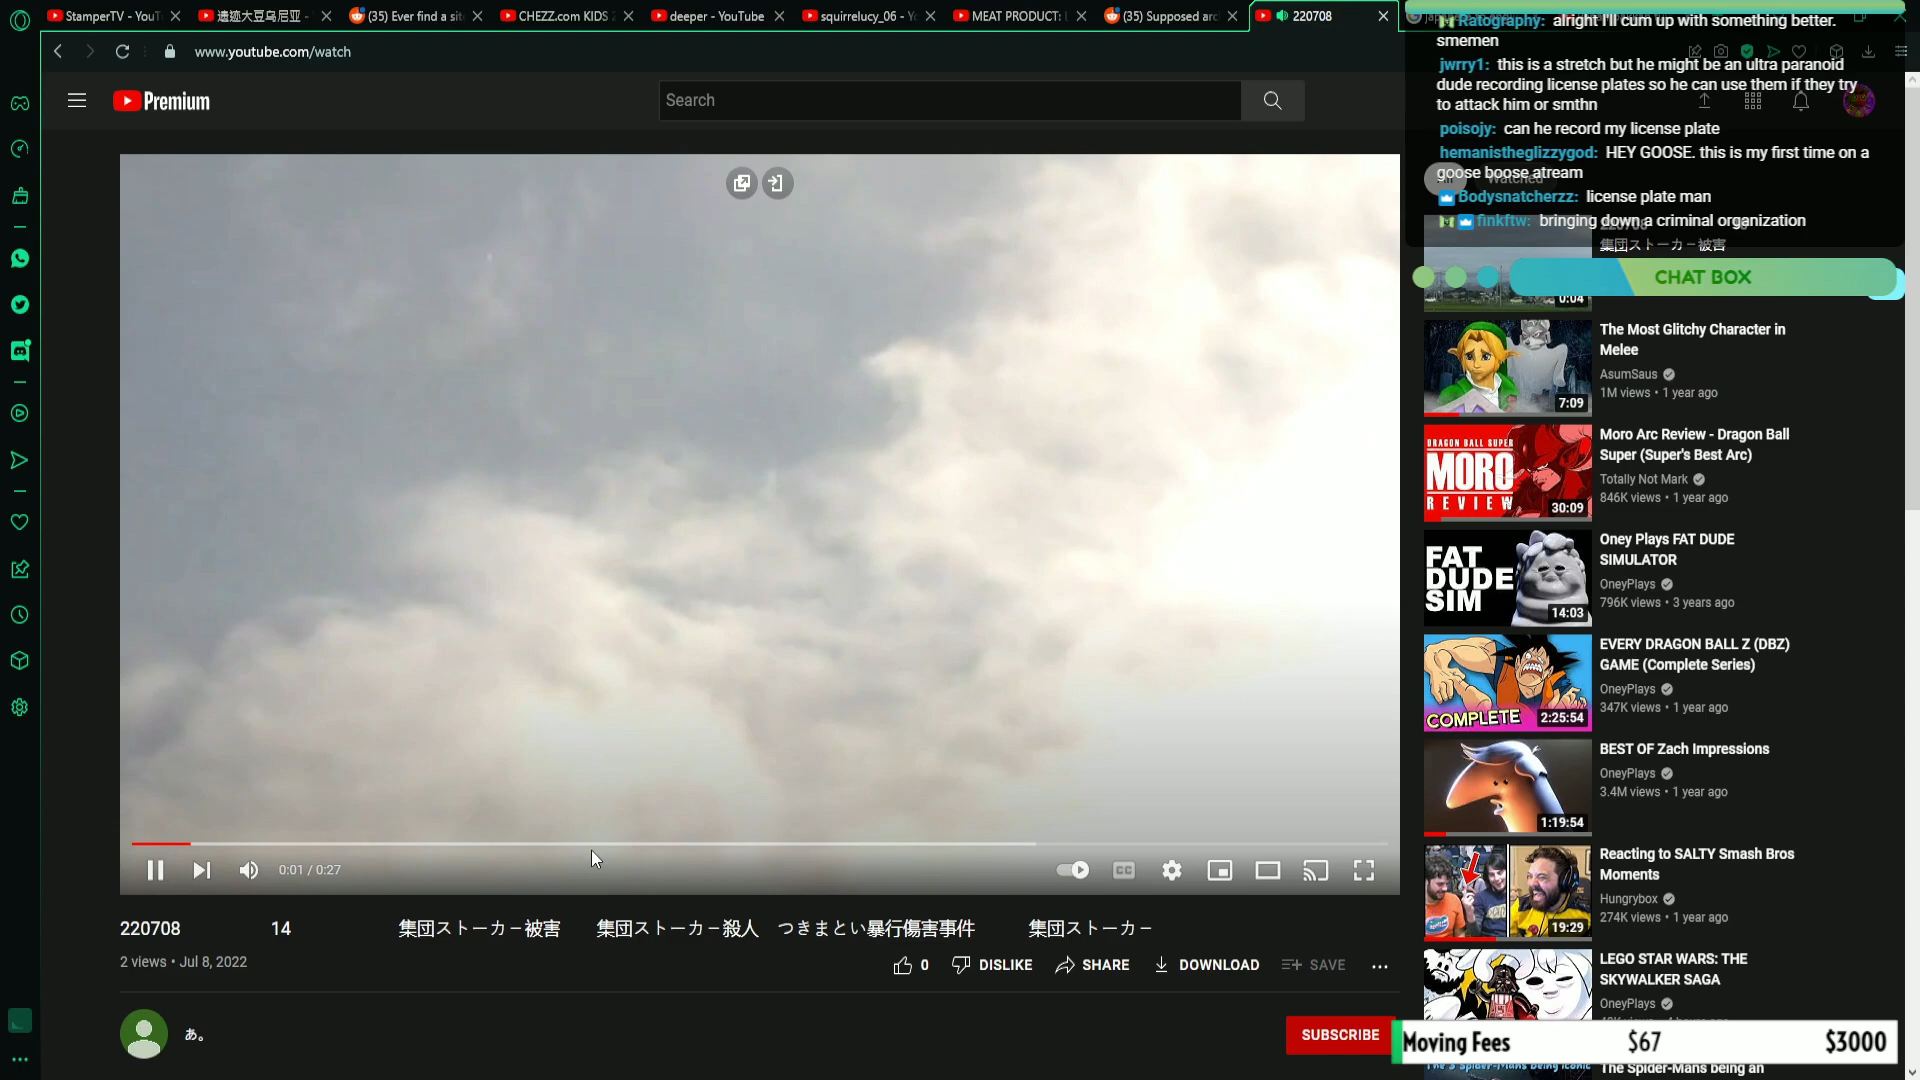 StamperTV - YouT
遗迹大豆乌尼亚 -
(35) Ever find a sit
CHEZZ.com KIDS 2
deeper - YouTube
squirrelucy_06 - Y
MEAT PRODUCT:
(35) Supposed arc
220708
www.youtube.com/watch
Premium
Search
Ratography: alright I'll cum up with something better.
smemen
jwrry1: this is a stretch but he might be an ultra paranoid
dude recording license plates so he can use them if they try
to attack him or smthn
poisojy: can he record my license plate
hemanistheglizzygod: HEY GOOSE. this is my first time on a
goose boose atream
Bodysnatcherzz: license plate man
finkftw: bringing down a criminal organization
Watched
集団ストーカ－被害
CHAT BOX
0:04
The Most Glitchy Character in
Melee
AsumSaus
1M views • 1 year ago
7:09
DRAGON BALL SUPER
MORO
REVIEW
30:09
Moro Arc Review - Dragon Ball
Super (Super's Best Arc)
Totally Not Mark
846K views • 1 year ago
FAT
DUDE
SIM
14:03
Oney Plays FAT DUDE
SIMULATOR
OneyPlays
796K views • 3 years ago
COMPLETE
2:25:54
EVERY DRAGON BALL Z (DBZ)
GAME (Complete Series)
OneyPlays
347K views • 1 year ago
1:19:54
BEST OF Zach Impressions
OneyPlays
3.4M views • 1 year ago
19:29
Reacting to SALTY Smash Bros
Moments
Hungrybox
274K views • 1 year ago
LEGO STAR WARS: THE
SKYWALKER SAGA
OneyPlays
Moving Fees $67 $3000
The Spider-Mans being an
0:01 / 0:27
CC
220708 14 集団ストーカ－被害 集団ストーカ－殺人 つきまとい暴行傷害事件 集団ストーカ－
2 views • Jul 8, 2022
0 DISLIKE SHARE DOWNLOAD SAVE
あ。
SUBSCRIBE